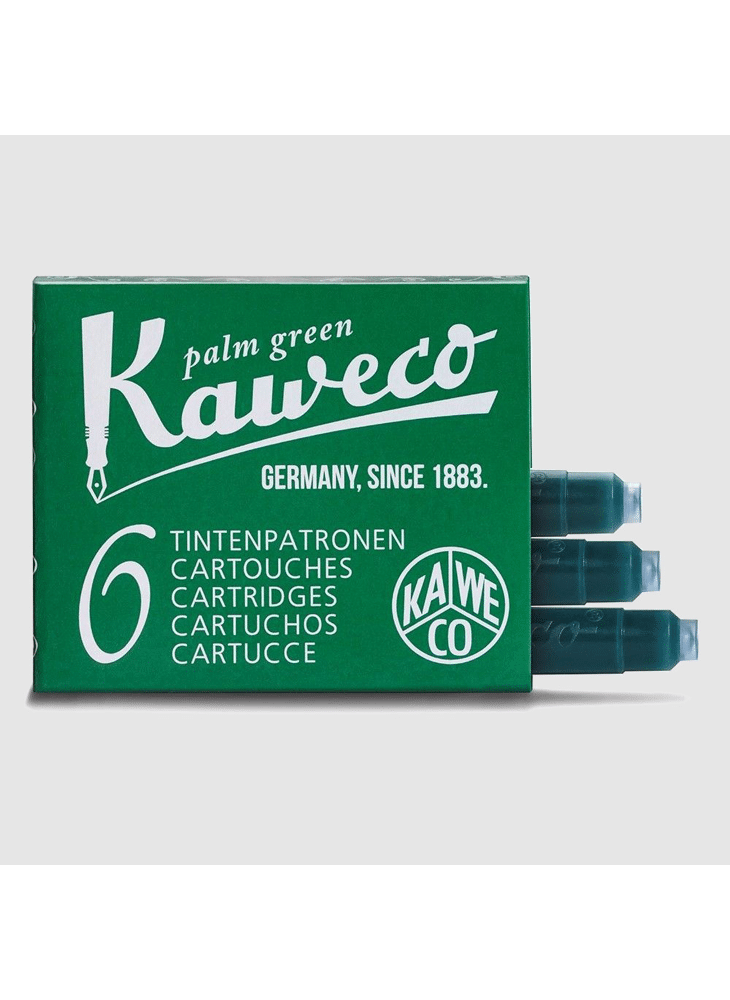 palm green
Kaweco
GERMANY, SINCE 1883.
6
TINTENPATRONEN
CARTOUCHES
CARTRIDGES
CARTUCHOS
CARTUCCE
KA WE
CO